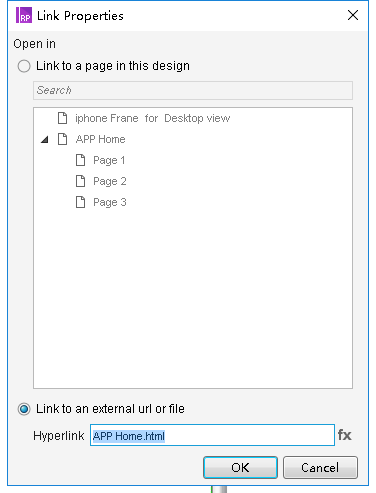 RP Link Properties
Open in
Link to a page in this design
Search
iphone Frane for Desktop view
APP Home
Page 1
Page 2
Page 3
Link to an external url or file
Hyperlink APP Home.html fx
OK Cancel